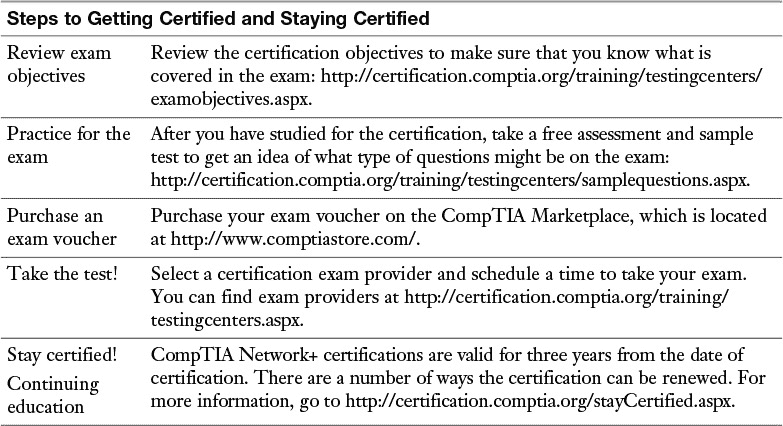 Steps to Getting Certified and Staying Certified
Review exam
objectives
Review the certification objectives to make sure that you know what is
covered in the exam: http://certification.comptia.org/training/testingcenters/
examobjectives.aspx.
Practice for the
exam
After you have studied for the certification, take a free assessment and sample
test to get an idea of what type of questions might be on the exam:
http://certification.comptia.org/training/testingcenters/samplequestions.aspx.
Purchase an
exam voucher
Purchase your exam voucher on the CompTIA Marketplace, which is located
at http://www.comptiastore.com/.
Take the test!
Select a certification exam provider and schedule a time to take your exam.
You can find exam providers at http://certification.comptia.org/training/
testingcenters.aspx.
Stay certified!
Continuing
education
CompTIA Network+ certifications are valid for three years from the date of
certification. There are a number of ways the certification can be renewed. For
more information, go to http://certification.comptia.org/stayCertified.aspx.